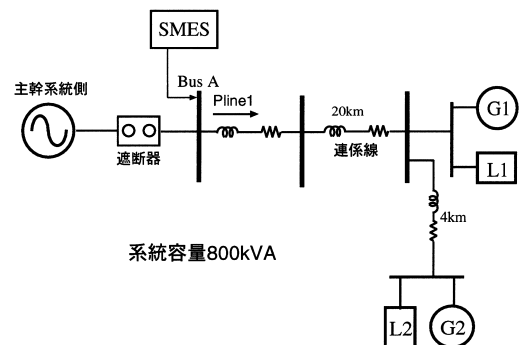 SMES
Bus A
主幹系統側
Pline1
20km
G1
遮断器
連係線
L1
4km
系統容量800kVA
L2
G2